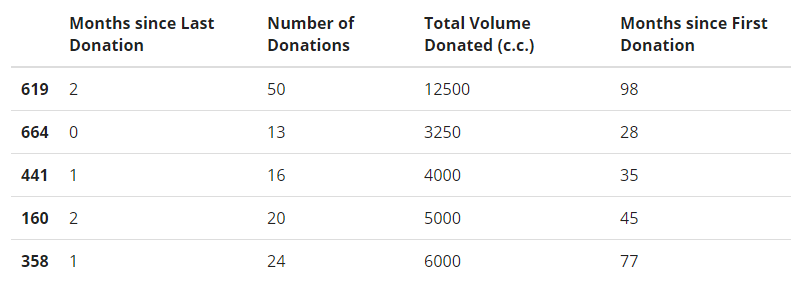 Months since Last Donation Number of Donations Total Volume Donated (c.c.) Months since First Donation
619 2 50 12500 98
664 0 13 3250 28
441 1 16 4000 35
160 2 20 5000 45
358 1 24 6000 77